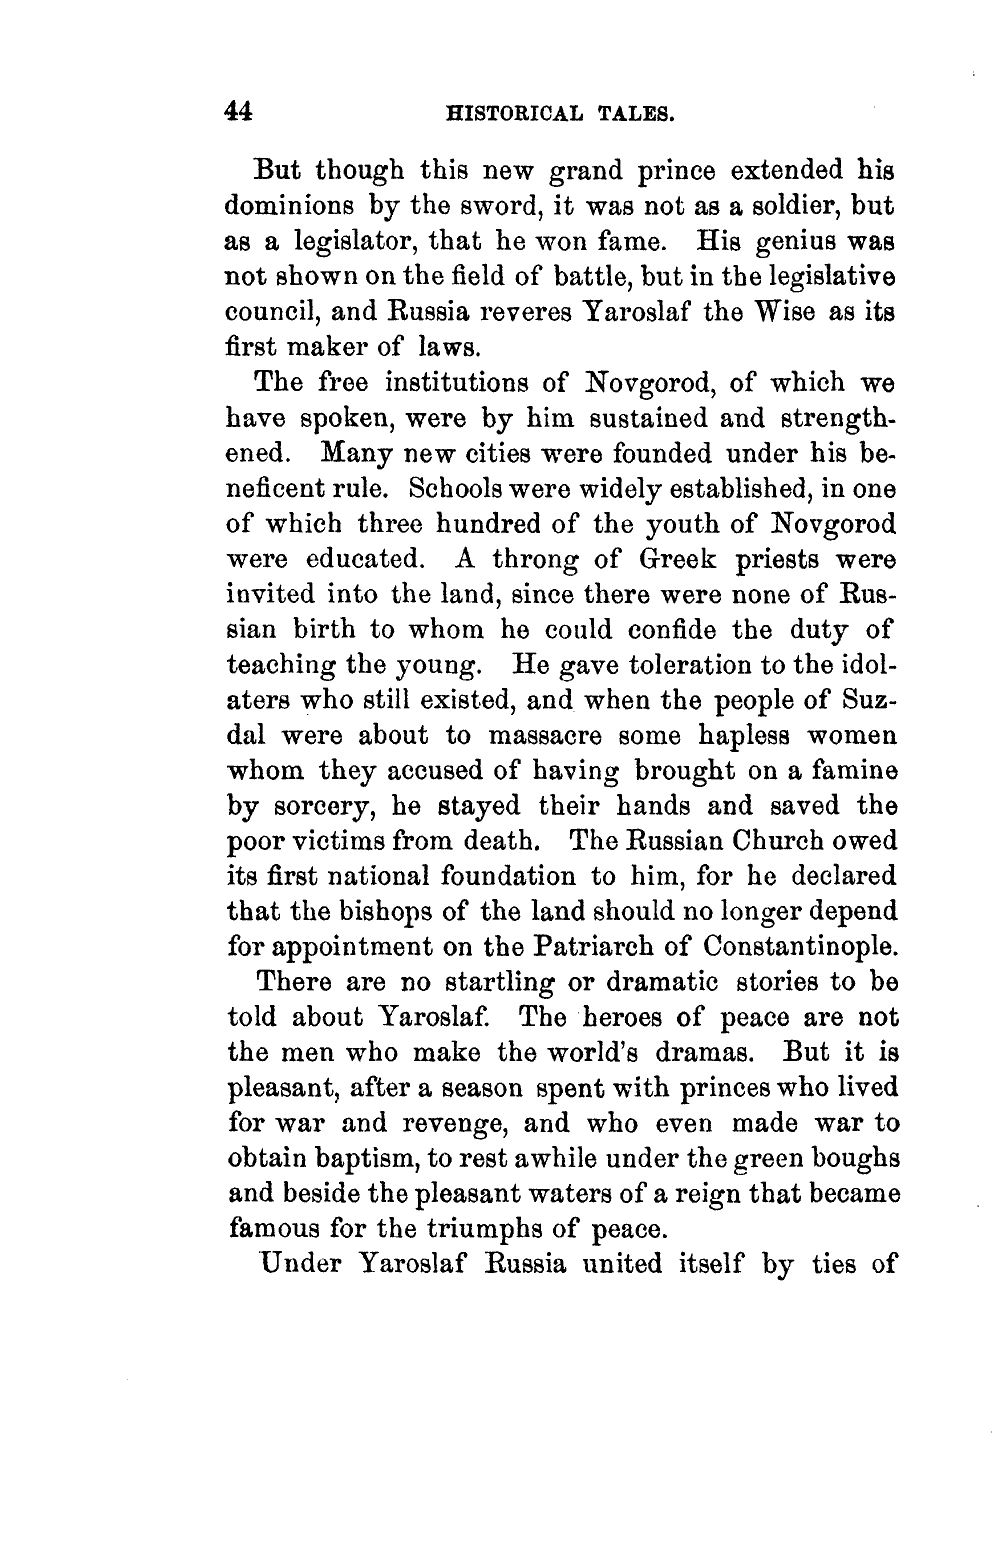 44 HISTORICAL TALES.
But though this new grand prince extended his
dominions by the sword, it was not as a soldier, but
as a legislator, that he won fame. His genius was
not shown on the field of battle, but in the legislative
council, and Russia reveres Yaroslaf the Wise as its
first maker of laws.
The free institutions of Novgorod, of which we
have spoken, were by him sustained and strength-
ened. Many new cities were founded under his be-
neficent rule. Schools were widely established, in one
of which three hundred of the youth of Novgorod
were educated. A throng of Greek priests were
invited into the land, since there were none of Rus-
sian birth to whom he could confide the duty of
teaching the young. He gave toleration to the idol-
aters who still existed, and when the people of Suz-
dal were about to massacre some hapless women
whom they accused of having brought on a famine
by sorcery, he stayed their hands and saved the
poor victims from death. The Russian Church owed
its first national foundation to him, for he declared
that the bishops of the land should no longer depend
for appointment on the Patriarch of Constantinople.
There are no startling or dramatic stories to be
told about Yaroslaf. The heroes of peace are not
the men who make the world's dramas. But it is
pleasant, after a season spent with princes who lived
for war and revenge, and who even made war to
obtain baptism, to rest awhile under the green boughs
and beside the pleasant waters of a reign that became
famous for the triumphs of peace.
Under Yaroslaf Russia united itself by ties of